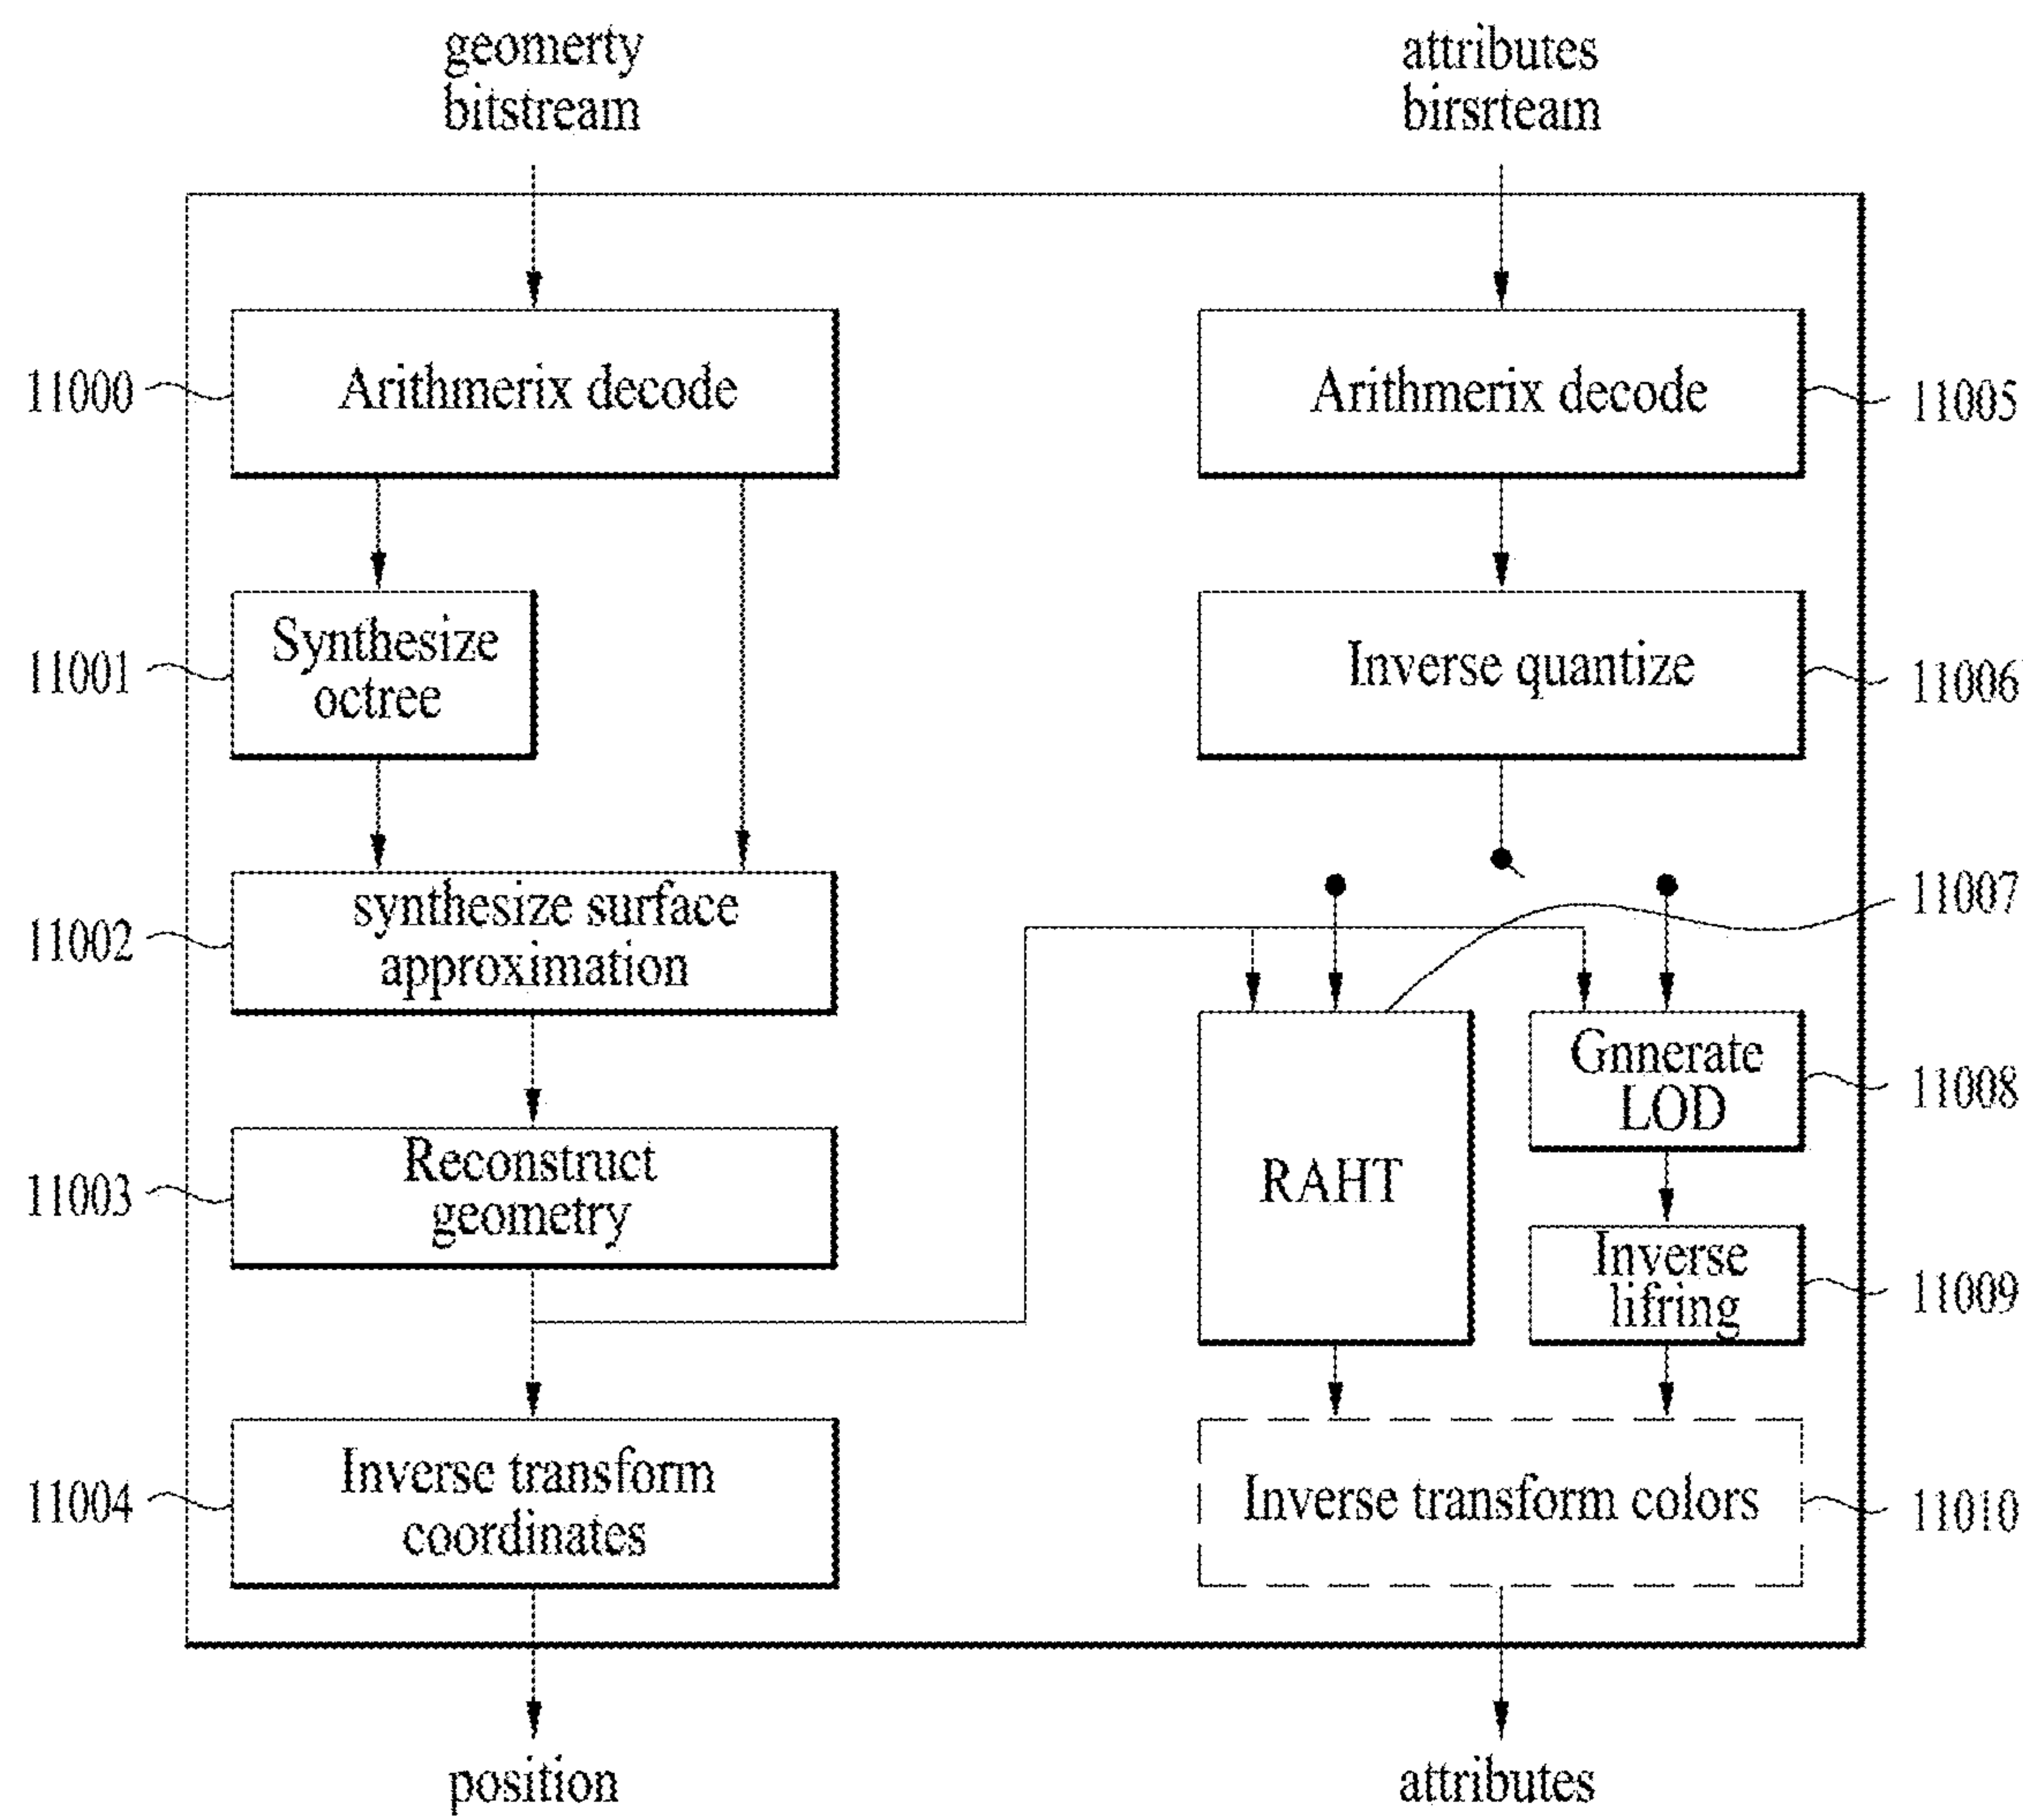 geomerty
bitstream
attributes
birsrteam
11000
Arithmerix decode
Arithmerix decode
11005
11001
Synthesize
octree
Inverse quantize
11006
11002
synthesize surface
approximation
11007
11003
Reconstruct
geometry
RAHT
Gnnerate
LOD
11008
Inverse
lifring
11009
11004
Inverse transform
coordinates
Inverse transform colors
11010
position
attributes